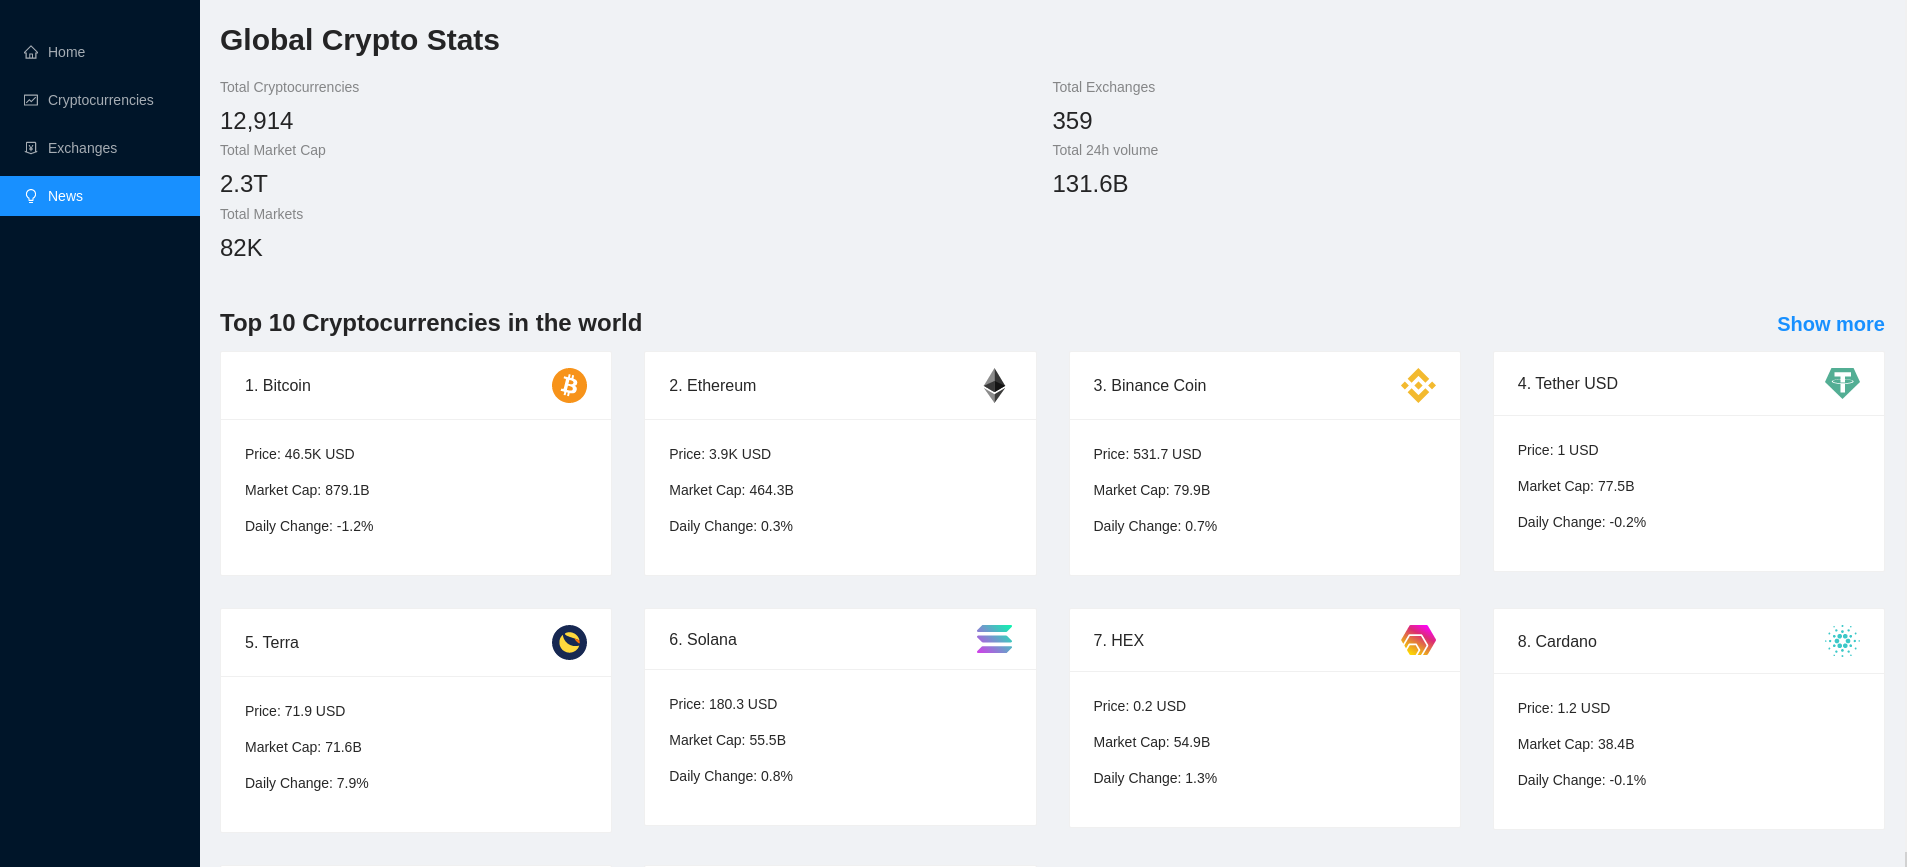 Home
Cryptocurrencies
Exchanges
News
Global Crypto Stats
Total Cryptocurrencies
12,914
Total Exchanges
359
Total Market Cap
2.3T
Total 24h volume
131.6B
Total Markets
82K
Top 10 Cryptocurrencies in the world
Show more
1. Bitcoin
Price: 46.5K USD
Market Cap: 879.1B
Daily Change: -1.2%
2. Ethereum
Price: 3.9K USD
Market Cap: 464.3B
Daily Change: 0.3%
3. Binance Coin
Price: 531.7 USD
Market Cap: 79.9B
Daily Change: 0.7%
4. Tether USD
Price: 1 USD
Market Cap: 77.5B
Daily Change: -0.2%
5. Terra
Price: 71.9 USD
Market Cap: 71.6B
Daily Change: 7.9%
6. Solana
Price: 180.3 USD
Market Cap: 55.5B
Daily Change: 0.8%
7. HEX
Price: 0.2 USD
Market Cap: 54.9B
Daily Change: 1.3%
8. Cardano
Price: 1.2 USD
Market Cap: 38.4B
Daily Change: -0.1%